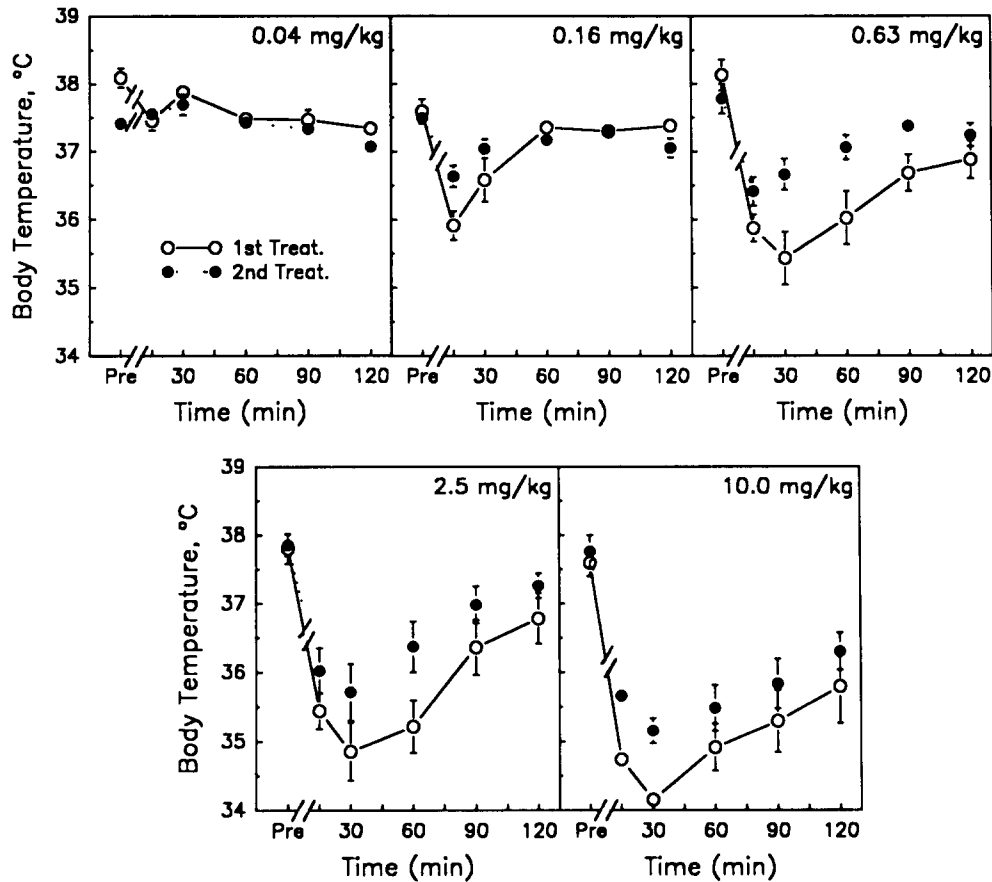 0.04 mg/kg
0.16 mg/kg
0.63 mg/kg
Body Temperature, °C
39
38
37
36
35
34
1st Treat.
2nd Treat.
Pre 30 60 90 120
Pre 30 60 90 120
Pre 30 60 90 120
Time (min)
Time (min)
Time (min)
2.5 mg/kg
10.0 mg/kg
Body Temperature, °C
39
38
37
36
35
34
Pre 30 60 90 120
Pre 30 60 90 120
Time (min)
Time (min)